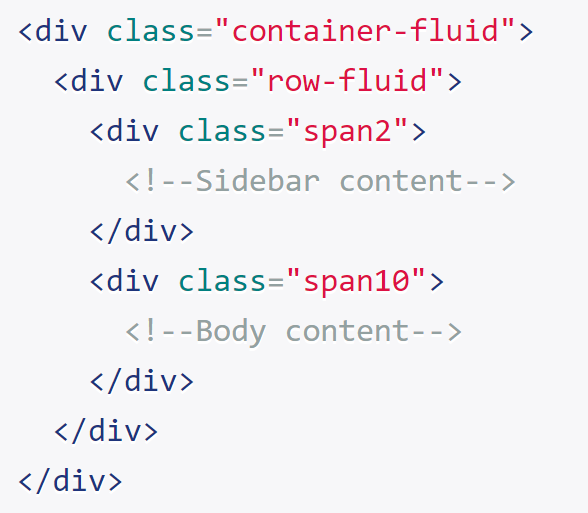 <div class="container-fluid">
  <div class="row-fluid">
    <div class="span2">
      <!--Sidebar content-->
    </div>
    <div class="span10">
      <!--Body content-->
    </div>
  </div>
</div>